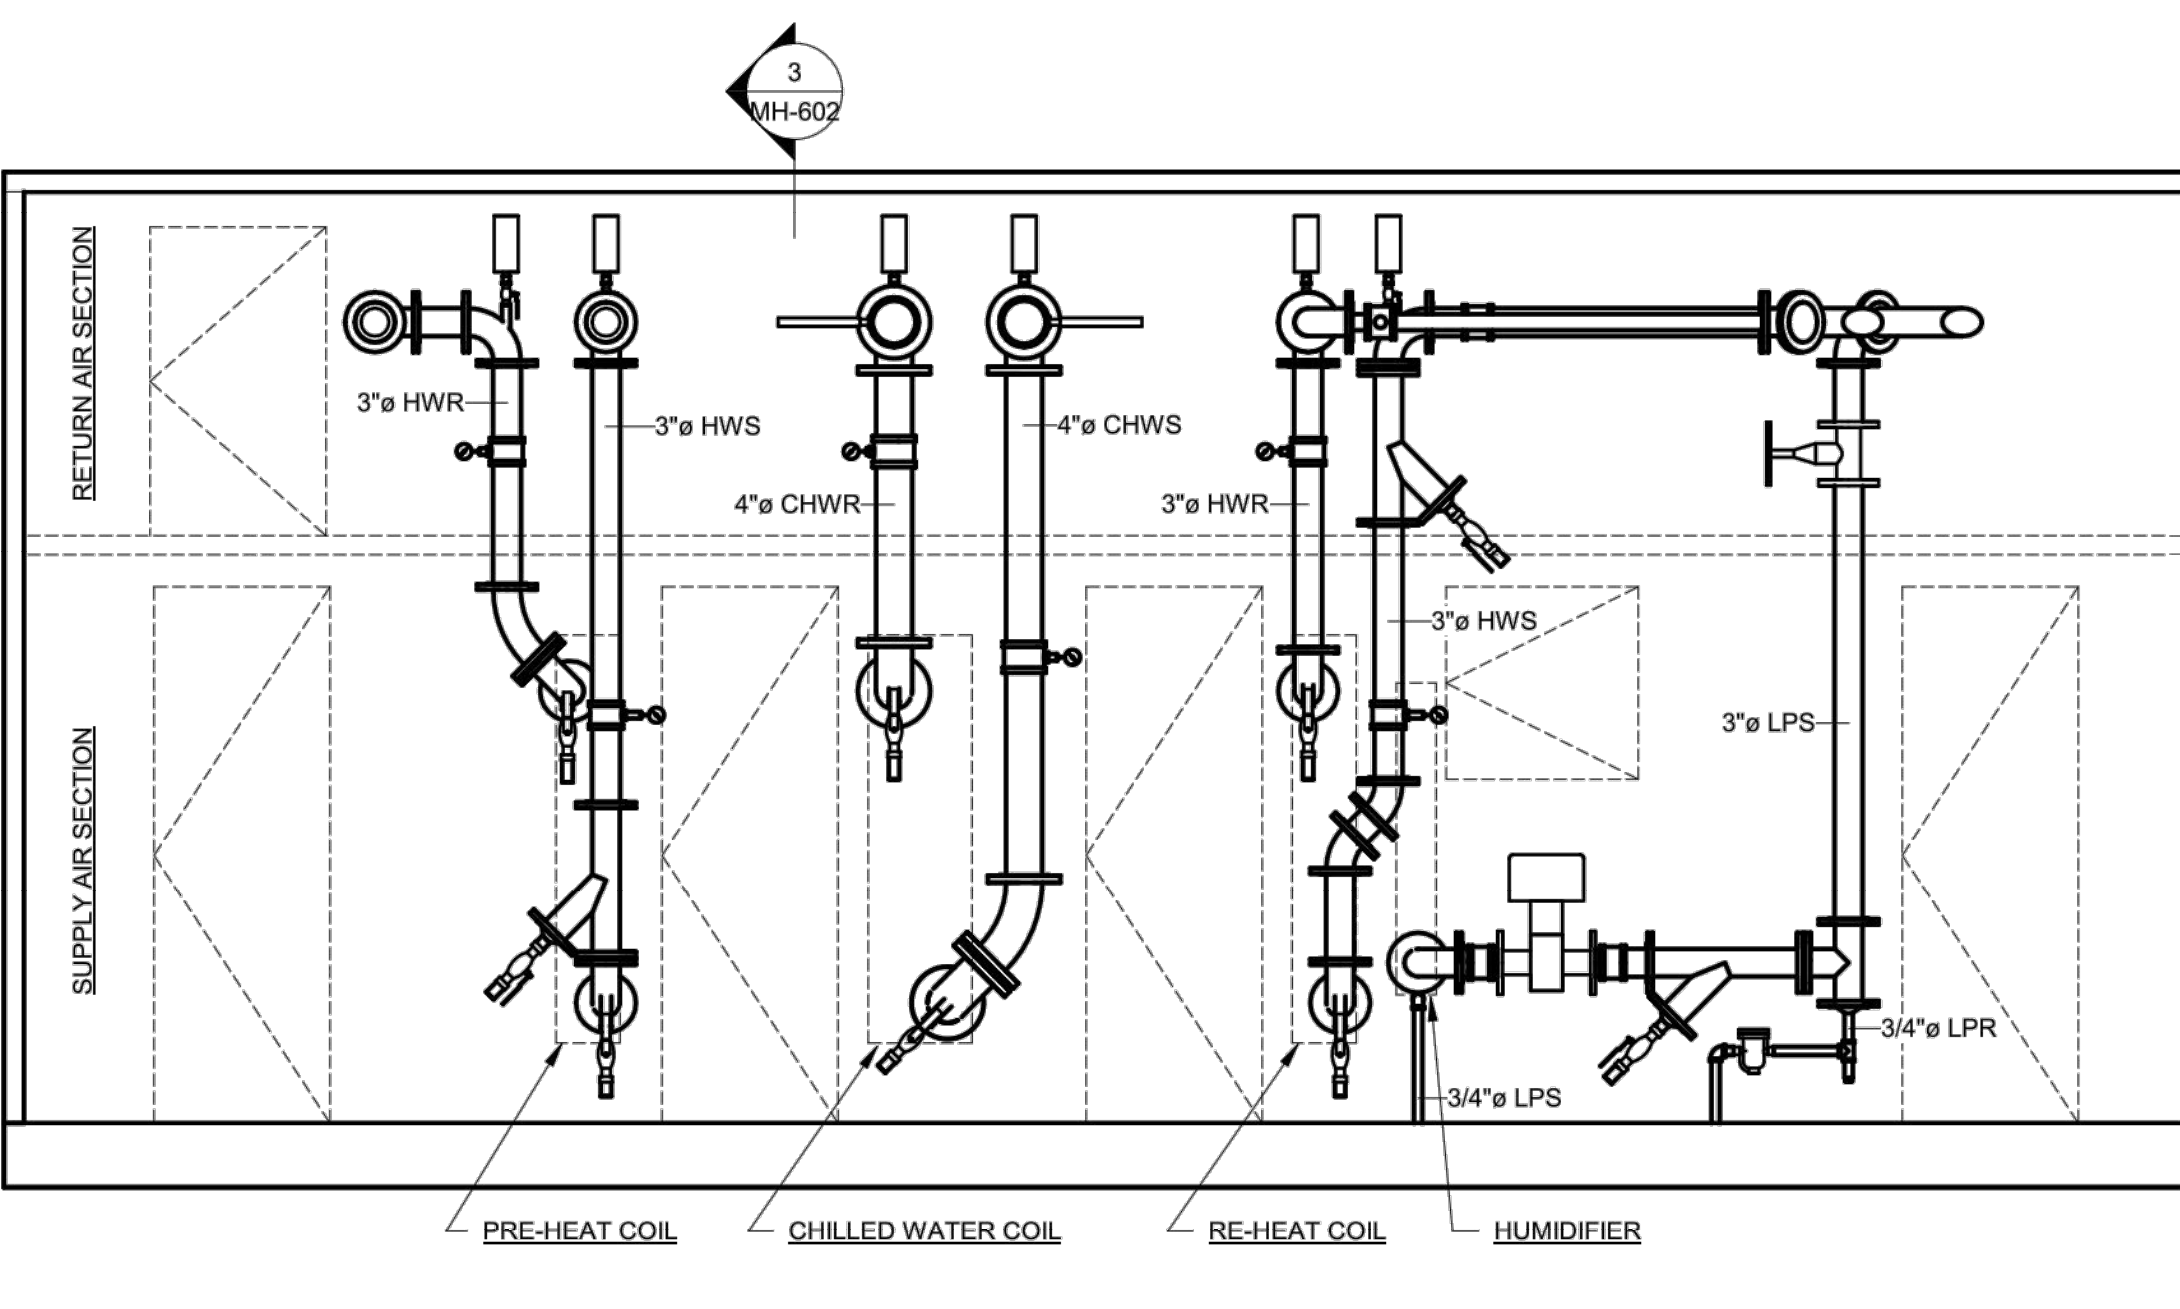 3
MH-602
RETURN AIR SECTION
3"ø HWR
3"ø HWS
4"ø CHWS
4"ø CHWR
3"ø HWR
3"ø HWS
3"ø LPS
SUPPLY AIR SECTION
3/4"ø LPR
3/4"ø LPS
PRE-HEAT COIL
CHILLED WATER COIL
RE-HEAT COIL
HUMIDIFIER